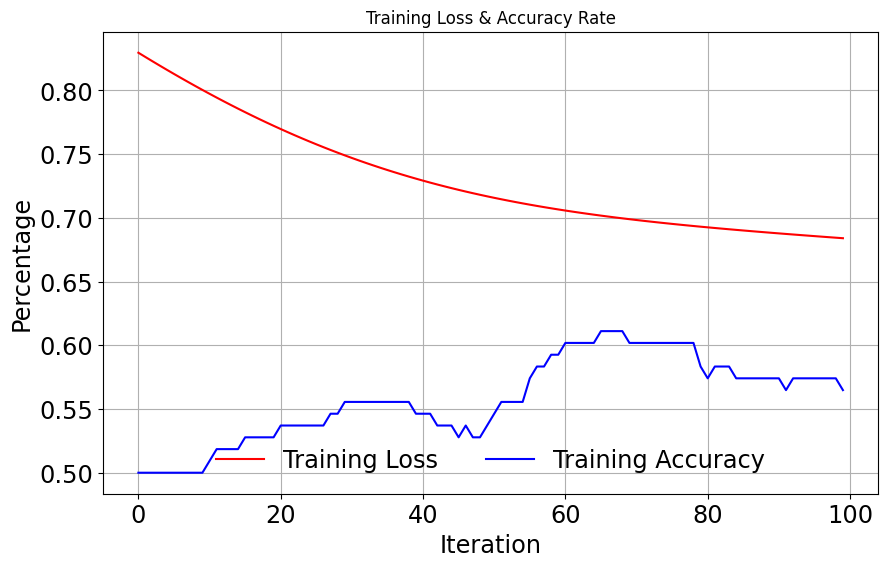 Training Loss & Accuracy Rate
0.80
0.75
0.70
0.65
0.60
0.55
0.50
Percentage
Training Loss
Training Accuracy
0 20 40 60 80 100
Iteration